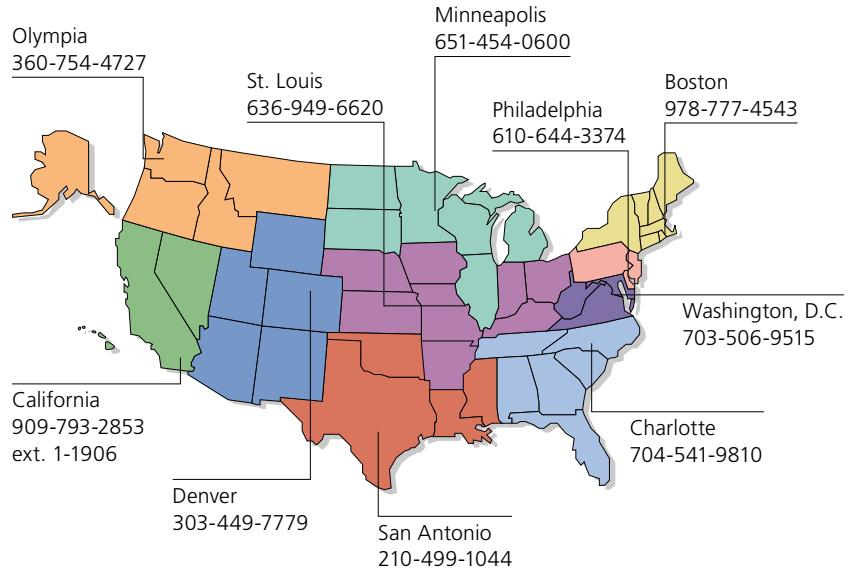 Minneapolis
651-454-0600
Olympia
360-754-4727
St. Louis
636-949-6620
Boston
978-777-4543
Philadelphia
610-644-3374
Washington, D.C.
703-506-9515
California
909-793-2853
ext. 1-1906
Charlotte
704-541-9810
Denver
303-449-7779
San Antonio
210-499-1044